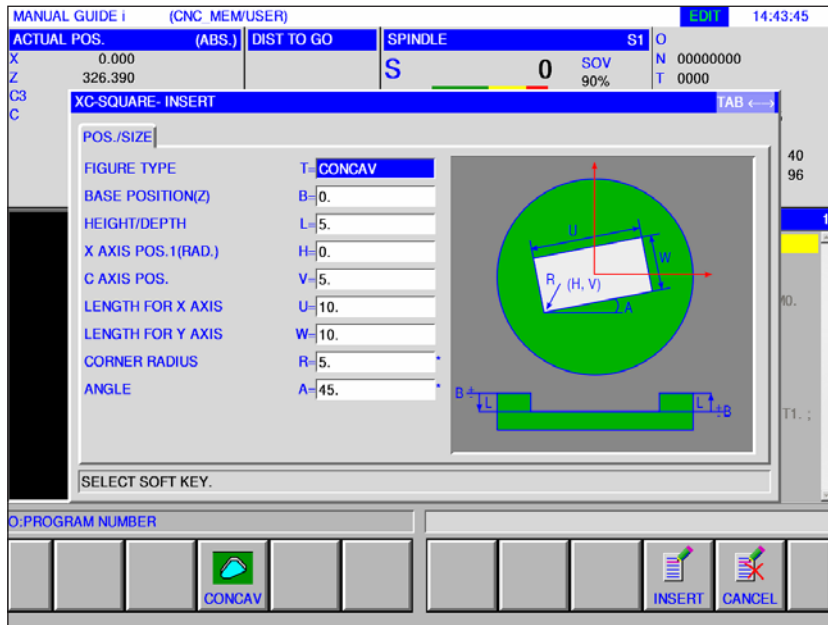 MANUAL GUIDE i (CNC_MEM/USER) EDIT 14:43:45
ACTUAL POS. (ABS.) DIST TO GO SPINDLE S1 O
X 0.000 S 0 SOV N 00000000
Z 326.390 90% T 0000
C3
C
XC-SQUARE- INSERT TAB ←→
POS./SIZE
FIGURE TYPE T=CONCAV
BASE POSITION(Z) B=0.
HEIGHT/DEPTH L=5.
X AXIS POS.1(RAD.) H=0.
C AXIS POS. V=5.
LENGTH FOR X AXIS U=10.
LENGTH FOR Y AXIS W=10.
CORNER RADIUS R=5. *
ANGLE A=45. *
U
W
R (H, V)
A
B ± L L ±B
40
96
1
M0.
T1. ;
SELECT SOFT KEY.
O:PROGRAM NUMBER
CONCAV INSERT CANCEL